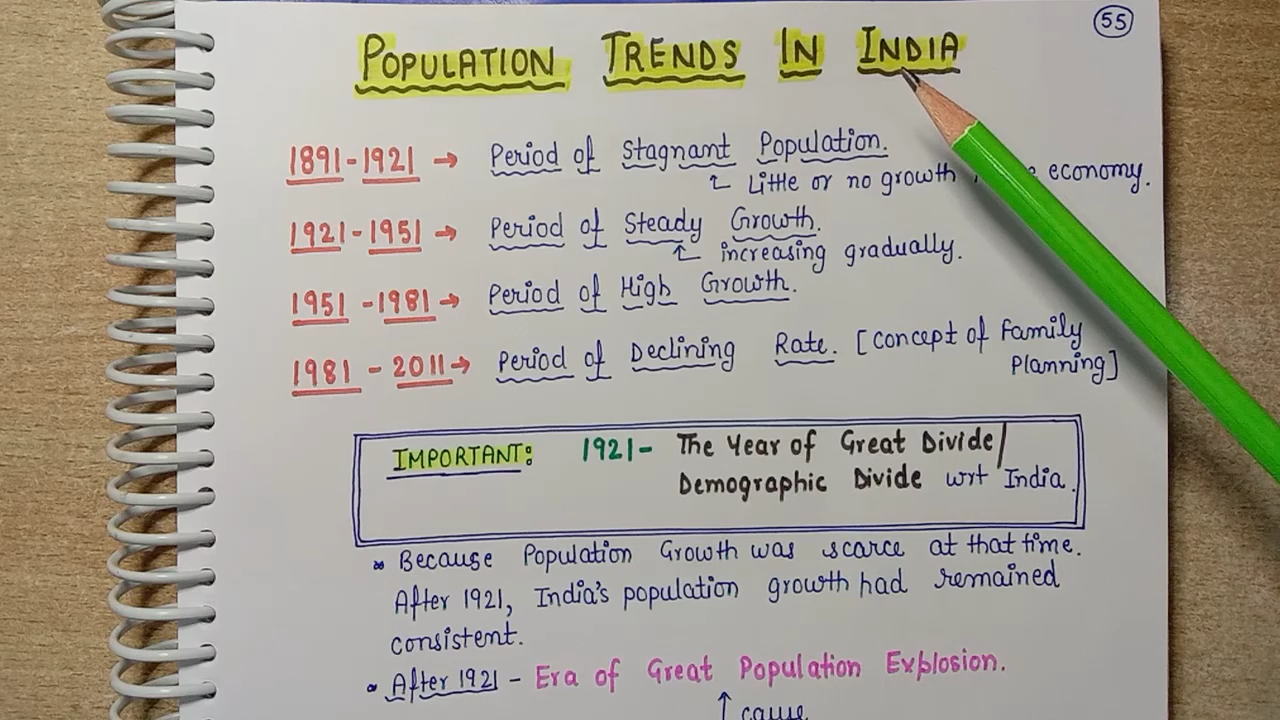 55
POPULATION TRENDS IN INDIA
1891-1921 → Period of Stagnant Population.
Little or no growth economy.
1921-1951 → Period of Steady Growth.
increasing gradually.
1951-1981 → Period of High Growth.
1981-2011 → Period of Declining Rate. [concept of Family
Planning]
IMPORTANT: 1921- The Year of Great Divide/
Demographic Divide wrt India.
Because Population Growth was scarce at that time.
After 1921, India's population growth had remained
consistent.
After 1921 - Era of Great Population Explosion.
↑ cause